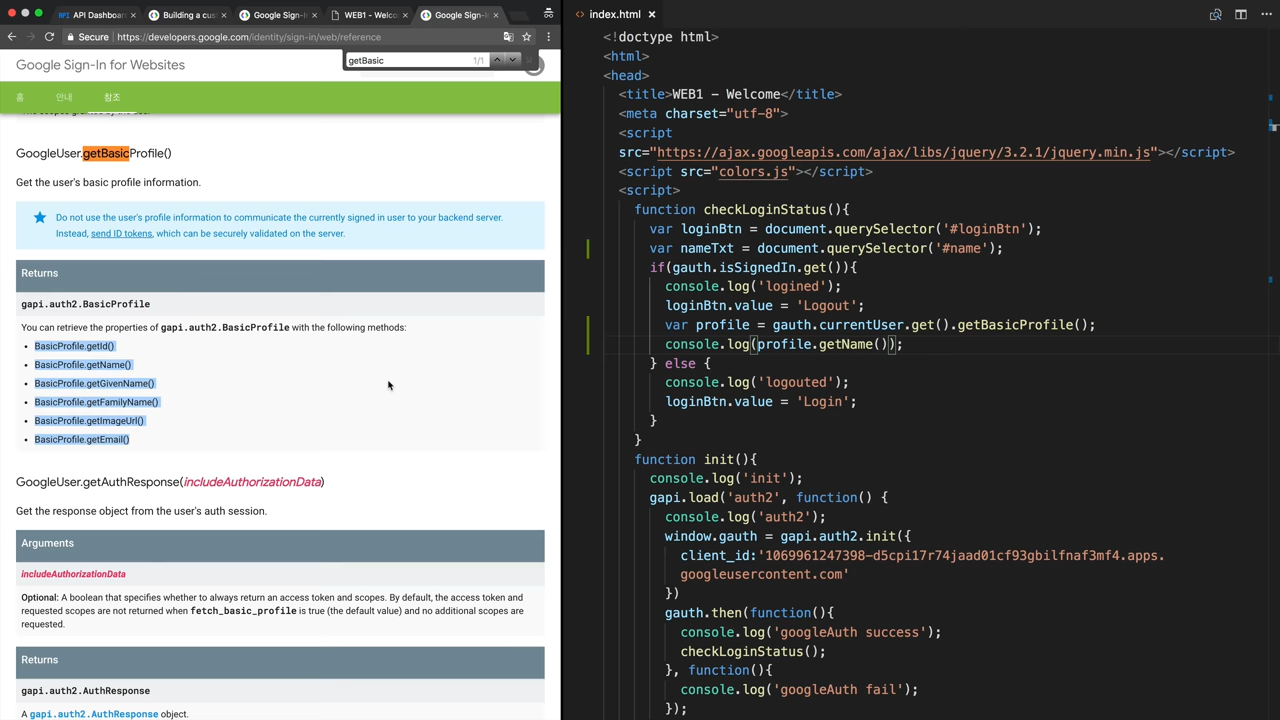 API Dashboa
Building a cus
Google Sign-In
WEB1 - Welco
Google Sign-In
Secure
https://developers.google.com/identity/sign-in/web/reference
Google Sign-In for Websites
getBasic
1/1
홈
안내
참조
The scopes granted by the user.
GoogleUser.getBasicProfile()
Get the user's basic profile information.
Do not use the user's profile information to communicate the currently signed in user to your backend server.
Instead, send ID tokens, which can be securely validated on the server.
Returns
gapi.auth2.BasicProfile
You can retrieve the properties of gapi.auth2.BasicProfile with the following methods:
• BasicProfile.getId()
• BasicProfile.getName()
• BasicProfile.getGivenName()
• BasicProfile.getFamilyName()
• BasicProfile.getImageUrl()
• BasicProfile.getEmail()
GoogleUser.getAuthResponse(includeAuthorizationData)
Get the response object from the user's auth session.
Arguments
includeAuthorizationData
Optional: A boolean that specifies whether to always return an access token and scopes. By default, the access token and
requested scopes are not returned when fetch_basic_profile is true (the default value) and no additional scopes are
requested.
Returns
gapi.auth2.AuthResponse
A gapi.auth2.AuthResponse object.
index.html
<!doctype html>
<html>
<head>
<title>WEB1 - Welcome</title>
<meta charset="utf-8">
<script
src="https://ajax.googleapis.com/ajax/libs/jquery/3.2.1/jquery.min.js"></script>
<script src="colors.js"></script>
<script>
function checkLoginStatus(){
var loginBtn = document.querySelector('#loginBtn');
var nameTxt = document.querySelector('#name');
if(gauth.isSignedIn.get()){
console.log('logined');
loginBtn.value = 'Logout';
var profile = gauth.currentUser.get().getBasicProfile();
console.log(profile.getName());
} else {
console.log('logouted');
loginBtn.value = 'Login';
}
}
function init(){
console.log('init');
gapi.load('auth2', function() {
console.log('auth2');
window.gauth = gapi.auth2.init({
client_id:'1069961247398-d5cpi17r74jaad01cf93gbilfnaf3mf4.apps.
googleusercontent.com'
})
gauth.then(function(){
console.log('googleAuth success');
checkLoginStatus();
}, function(){
console.log('googleAuth fail');
});